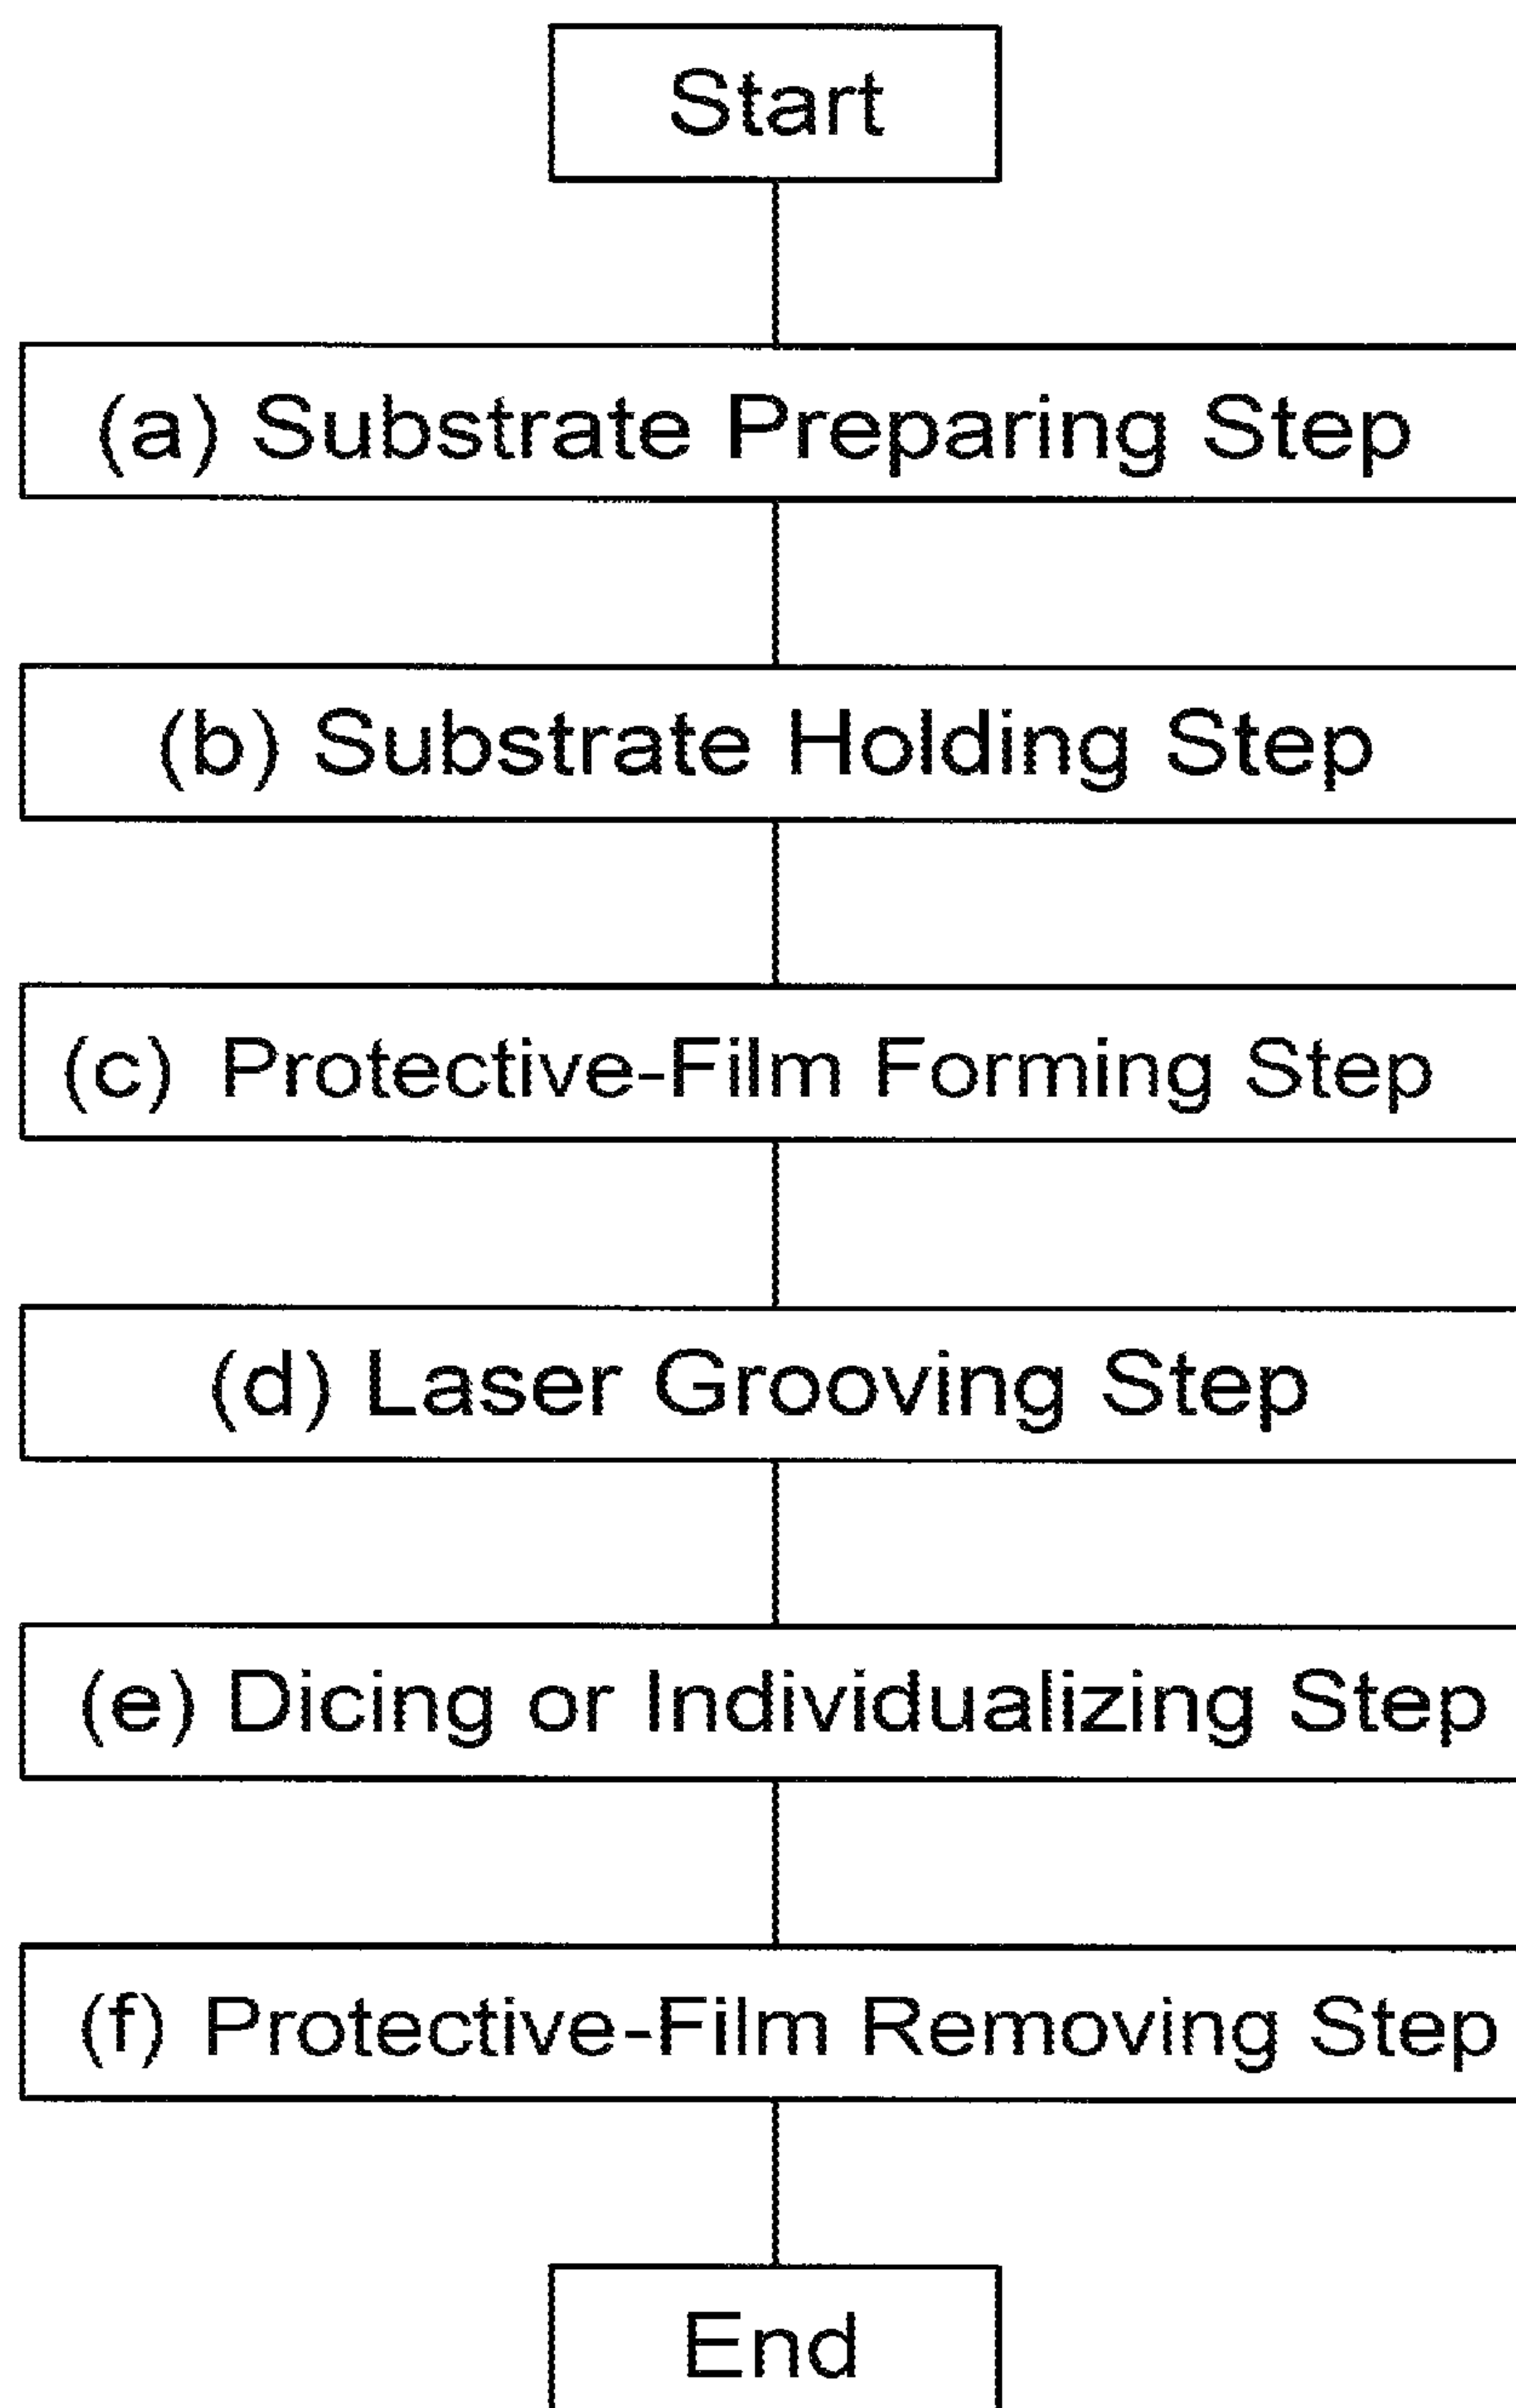 Start
(a) Substrate Preparing Step
(b) Substrate Holding Step
(c) Protective-Film Forming Step
(d) Laser Grooving Step
(e) Dicing or Individualizing Step
(f) Protective-Film Removing Step
End